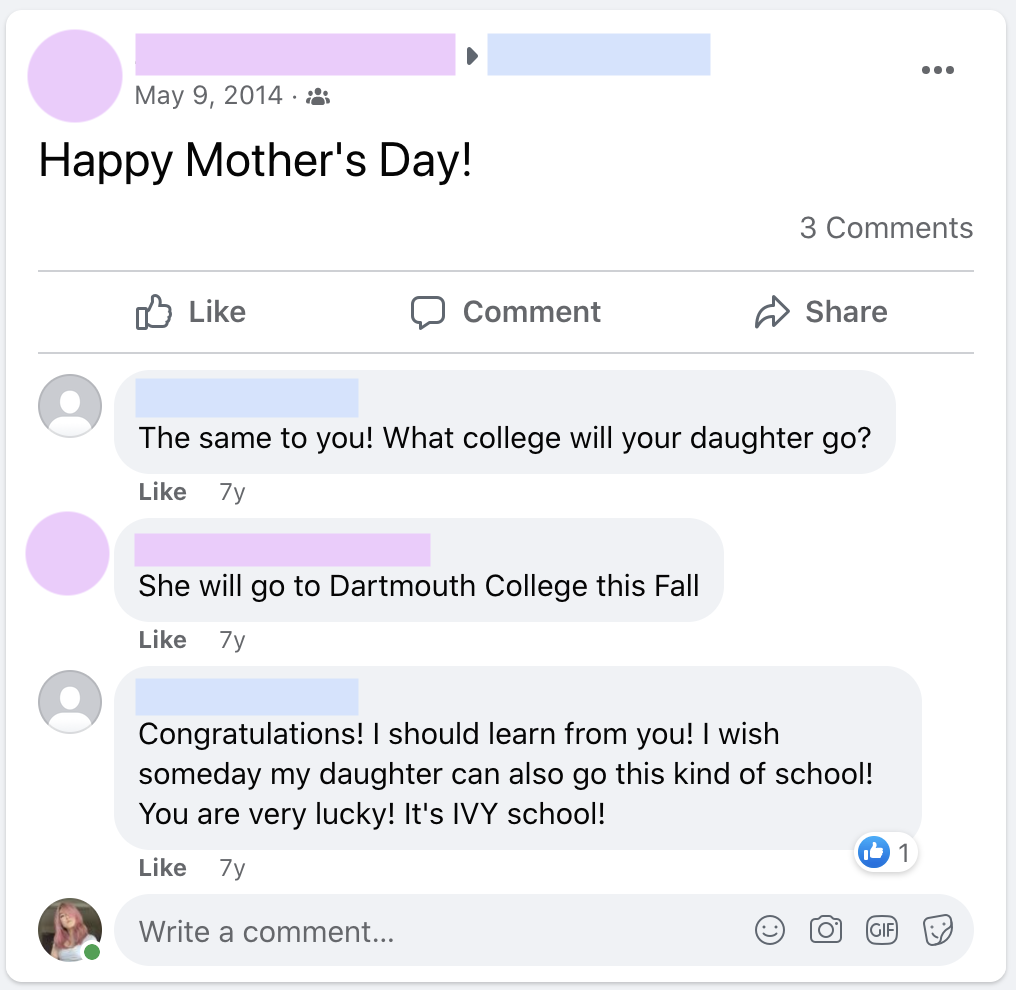 May 9, 2014 ·
Happy Mother's Day!
3 Comments
Like Comment Share
The same to you! What college will your daughter go?
Like 7y
She will go to Dartmouth College this Fall
Like 7y
Congratulations! I should learn from you! I wish
someday my daughter can also go this kind of school!
You are very lucky! It's IVY school!
1
Like 7y
Write a comment...
GIF